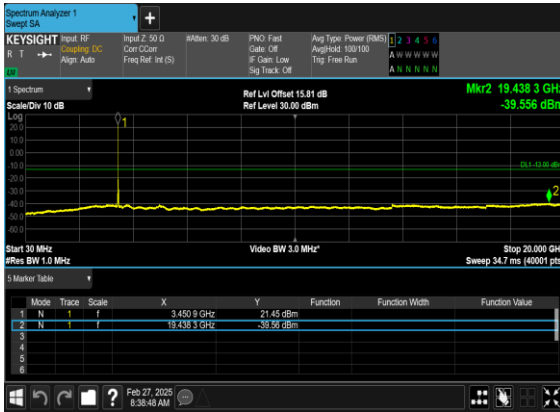 Spectrum Analyzer 1
Swept SA
+
KEYSIGHT Input: RF Input Z: 50 Ω #Atten: 30 dB PNO: Fast Avg Type: Power (RMS) 1 2 3 4 5 6
R T Coupling: DC Corr CCorr Gate: Off Avg|Hold: 100/100 A W W W W W
Align: Auto Freq Ref: Int (S) IF Gain: Low Trig: Free Run
Sig Track: Off A N N N N N
1 Spectrum Ref Lvl Offset 15.81 dB Mkr2 19.438 3 GHz
Scale/Div 10 dB Ref Level 30.00 dBm -39.556 dBm
Log
20.0 1
10.0
0.00
-10.0 DL1 -13.00 dBm
-20.0
-30.0 2
-40.0
-50.0
-60.0
Start 30 MHz Video BW 3.0 MHz* Stop 20.000 GHz
#Res BW 1.0 MHz Sweep 34.7 ms (40001 pts)
5 Marker Table
Mode Trace Scale X Y Function Function Width Function Value
1 N 1 f 3.450 9 GHz 21.45 dBm
2 N 1 f 19.438 3 GHz -39.56 dBm
3
4
5
6
? Feb 27, 2025
8:38:48 AM